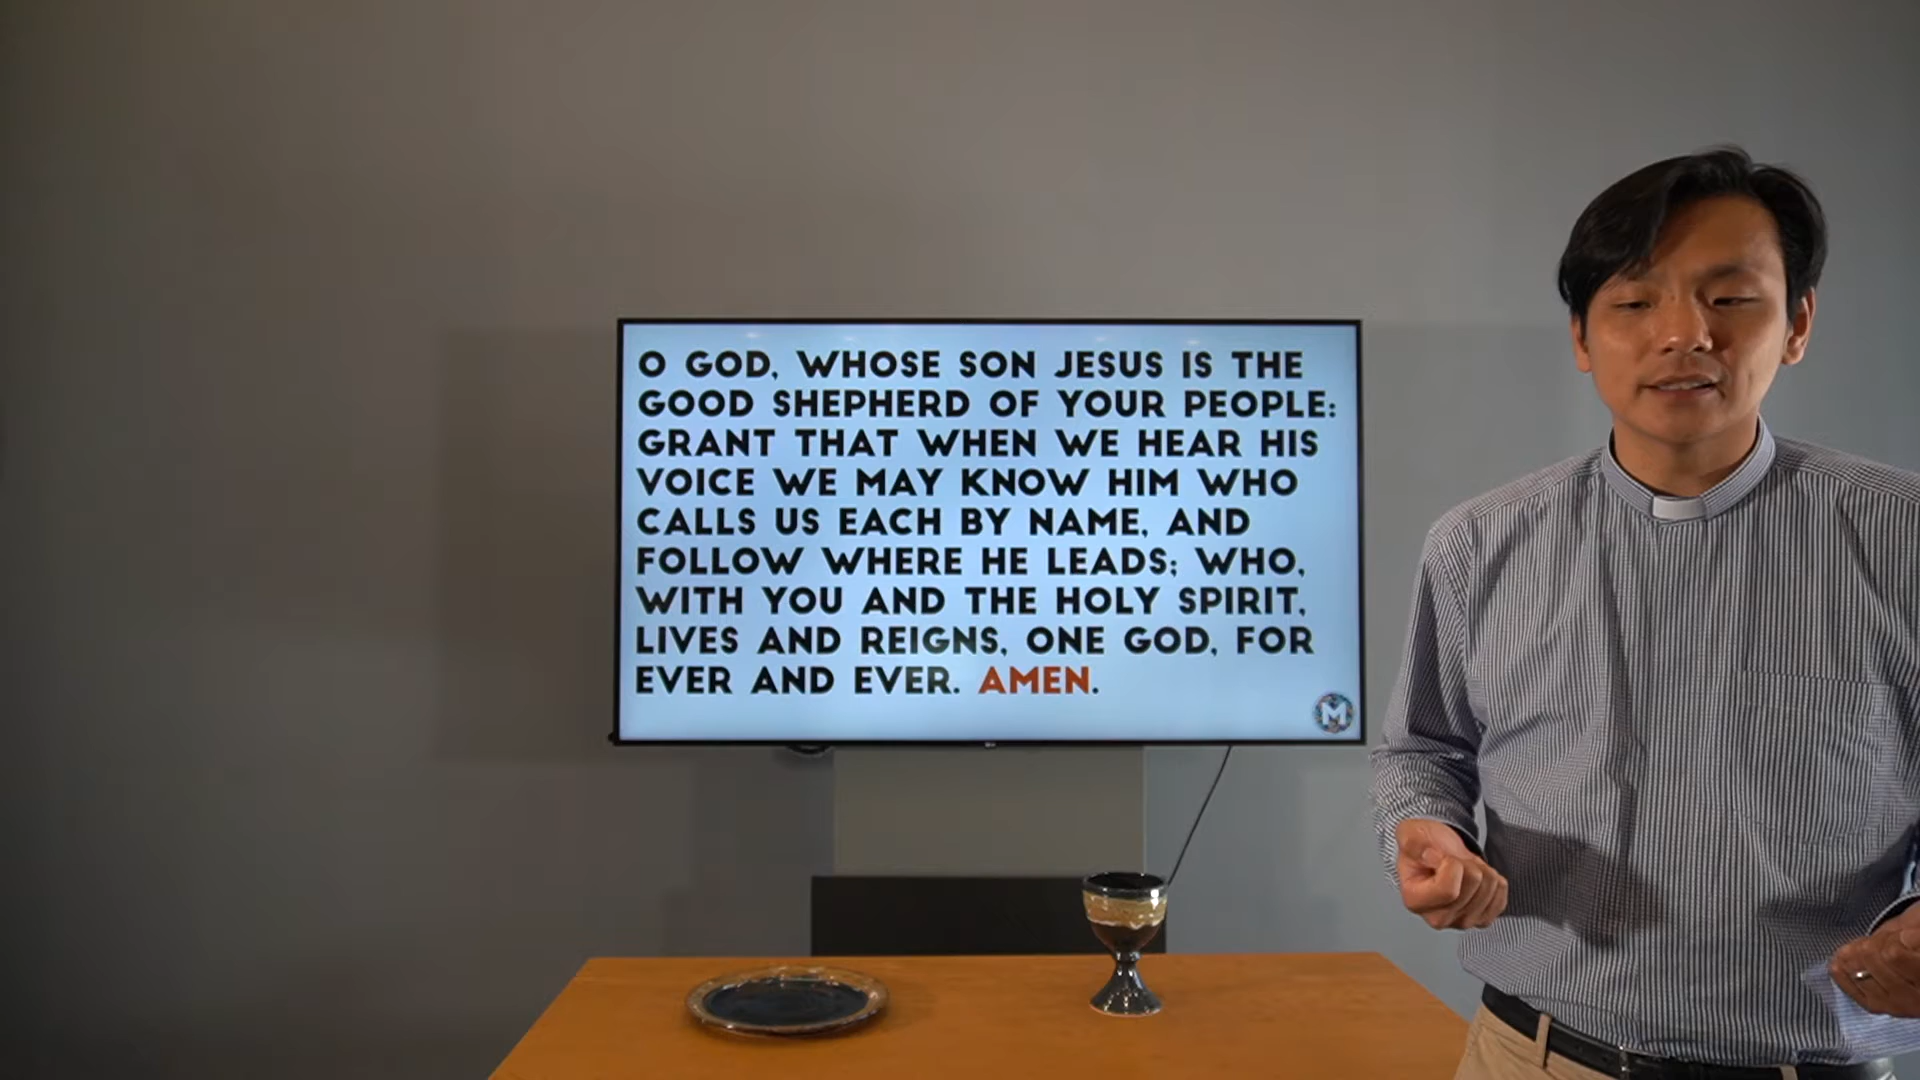 O GOD, WHOSE SON JESUS IS THE
GOOD SHEPHERD OF YOUR PEOPLE:
GRANT THAT WHEN WE HEAR HIS
VOICE WE MAY KNOW HIM WHO
CALLS US EACH BY NAME, AND
FOLLOW WHERE HE LEADS; WHO,
WITH YOU AND THE HOLY SPIRIT,
LIVES AND REIGNS, ONE GOD, FOR
EVER AND EVER. AMEN.
M